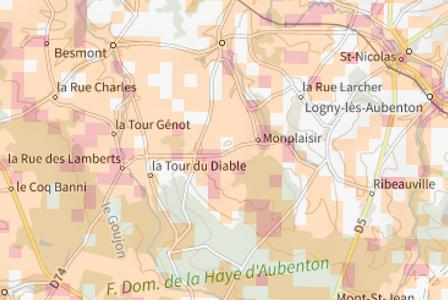 Besmont
St-Nicolas
la Rue Charles
la Rue Larcher
Logny-lès-Aubenton
la Tour Génot
Monplaisir
la Rue des Lamberts
la Tour du Diable
le Coq Banni
Ribeauville
le Goujon
D5
D74
F. Dom. de la Haye d'Aubenton
Mont-St-Jean